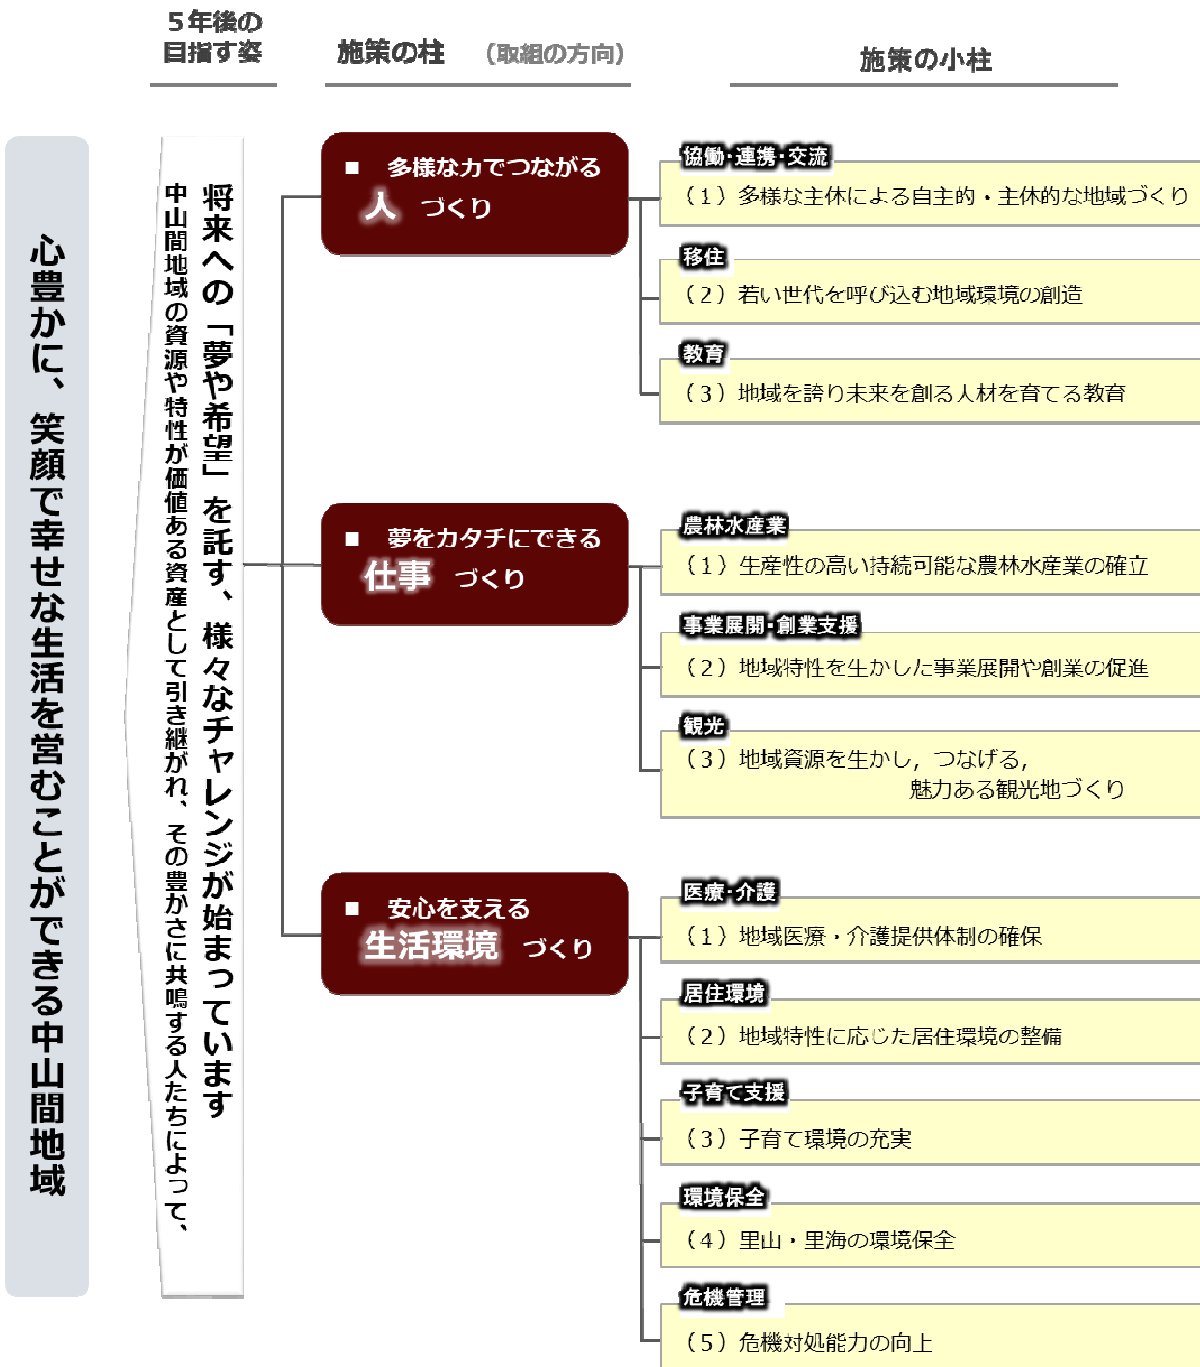 ５年後の
目指す姿
施策の柱 （取組の方向）
施策の小柱
心豊かに、笑顔で幸せな生活を営むことができる中山間地域
将来への「夢や希望」を託す、様々なチャレンジが始まっています
中山間地域の資源や特性が価値ある資産として引き継がれ、その豊かさに共鳴する人たちによって、
■ 多様な力でつながる
人 づくり
協働・連携・交流
（１）多様な主体による自主的・主体的な地域づくり
移住
（２）若い世代を呼び込む地域環境の創造
教育
（３）地域を誇り未来を創る人材を育てる教育
■ 夢をカタチにできる
仕事 づくり
農林水産業
（１）生産性の高い持続可能な農林水産業の確立
事業展開・創業支援
（２）地域特性を生かした事業展開や創業の促進
観光
（３）地域資源を生かし，つなげる，
魅力ある観光地づくり
■ 安心を支える
生活環境 づくり
医療・介護
（１）地域医療・介護提供体制の確保
居住環境
（２）地域特性に応じた居住環境の整備
子育て支援
（３）子育て環境の充実
環境保全
（４）里山・里海の環境保全
危機管理
（５）危機対処能力の向上